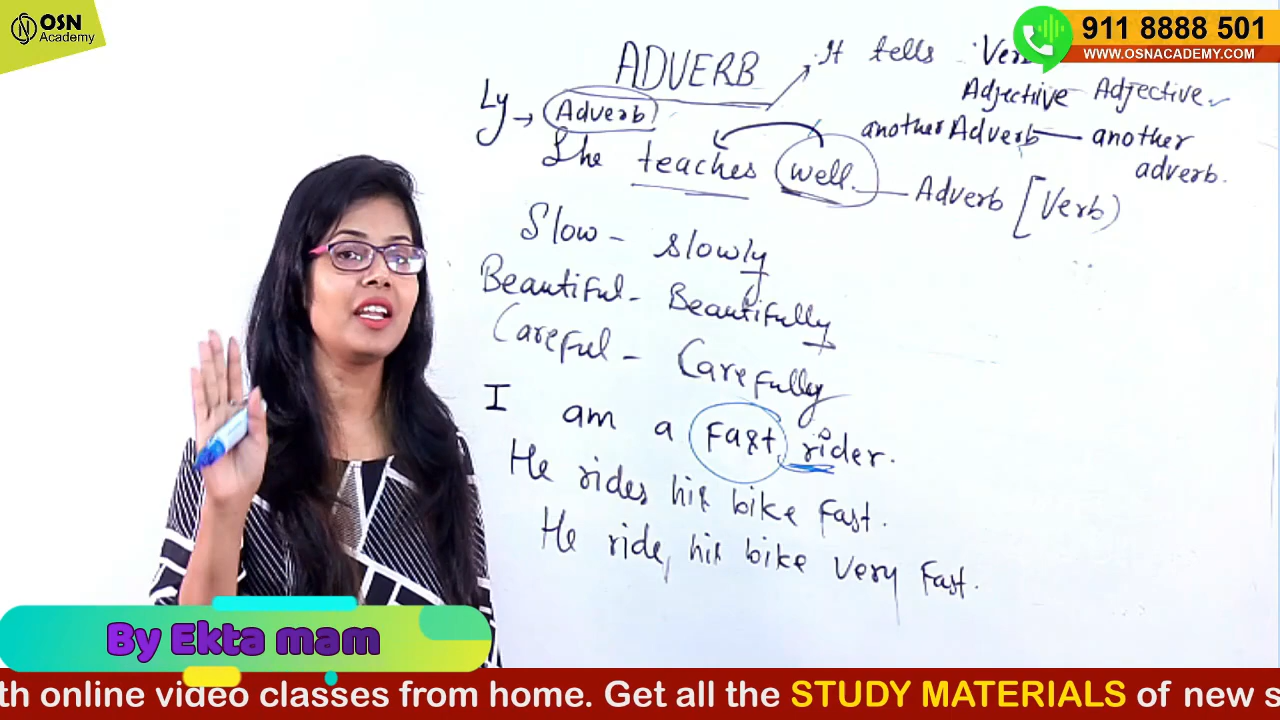 OSN
Academy
911 8888 501
WWW.OSNACADEMY.COM
ADVERB
It tells
Adjective Adjective
Ly → Adverb
another Adverb — another
adverb.
She teaches well. — Adverb [Verb)
Slow - slowly
Beautiful - Beautifully
Careful - Carefully
I am a Fast rider.
He rides his bike Fast.
He ride, his bike very Fast.
By Ekta mam
th online video classes from home. Get all the STUDY MATERIALS of new s